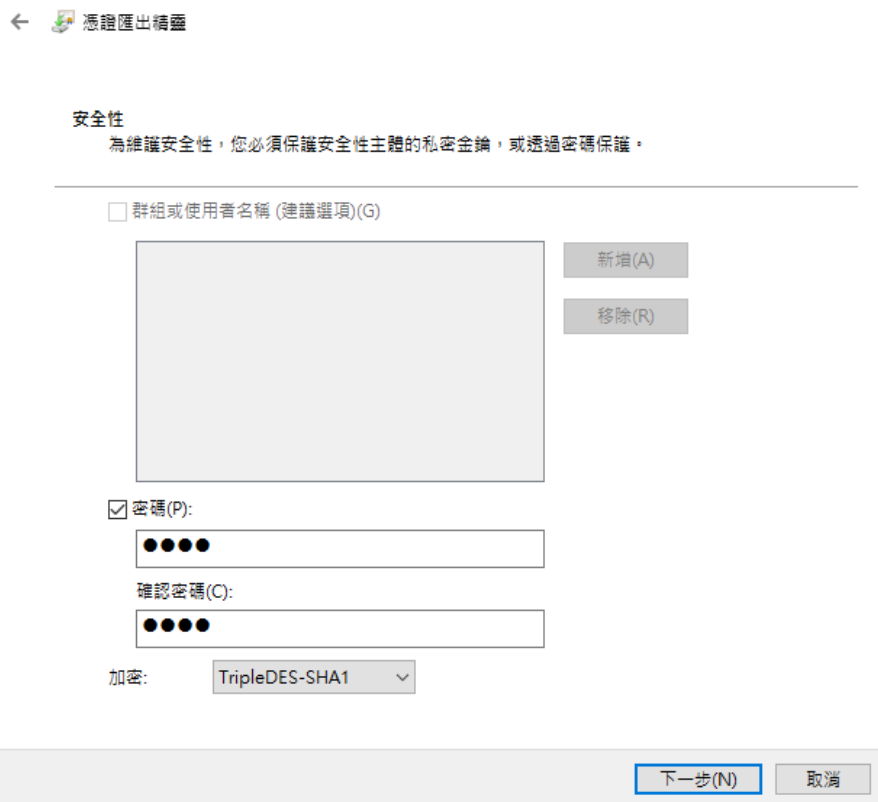 憑證匯出精靈
安全性
為維護安全性，您必須保護安全性主體的私密金鑰，或透過密碼保護。
群組或使用者名稱 (建議選項)(G)
新增(A)
移除(R)
密碼(P):
●●●●
確認密碼(C):
●●●●
加密: TripleDES-SHA1
下一步(N) 取消